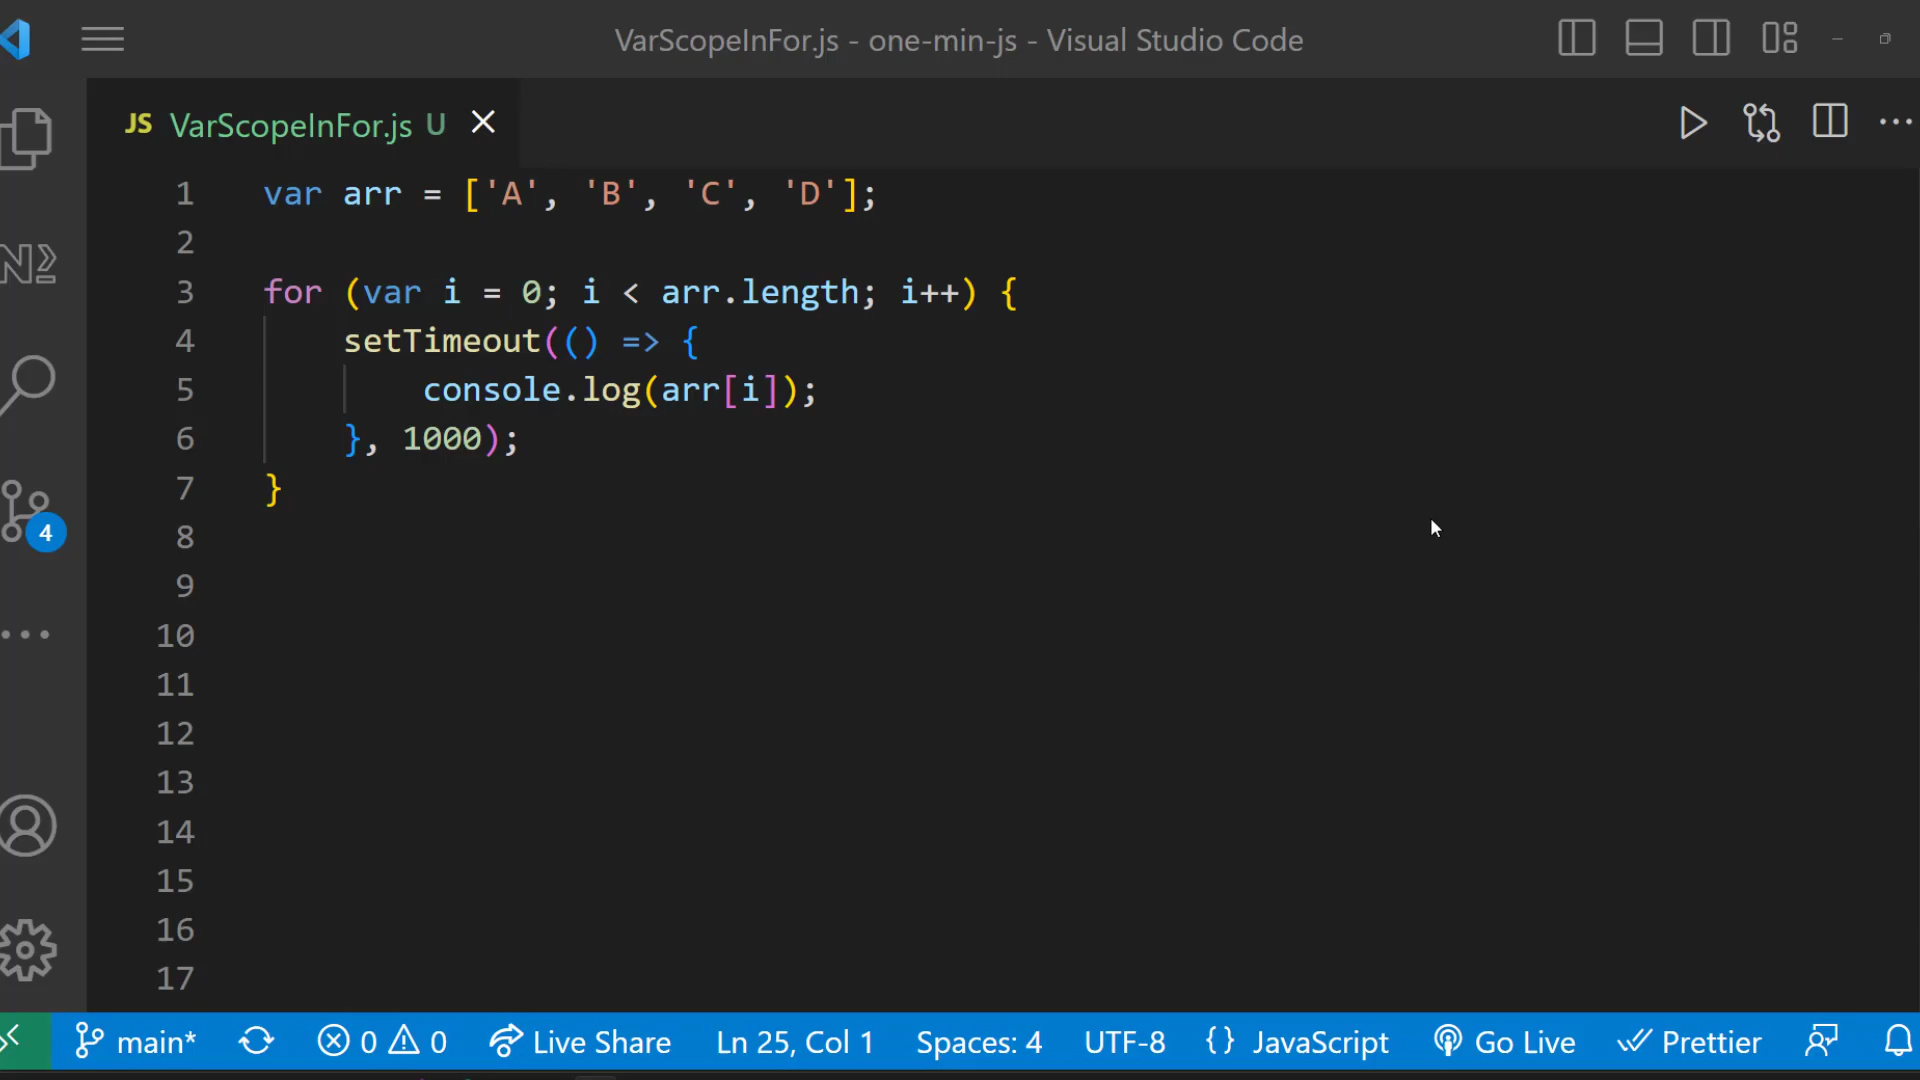 VarScopeInFor.js - one-min-js - Visual Studio Code
JS VarScopeInFor.js U
1 var arr = ['A', 'B', 'C', 'D'];
2
3 for (var i = 0; i < arr.length; i++) {
4 setTimeout(() => {
5 console.log(arr[i]);
6 }, 1000);
7 }
8
9
10
11
12
13
14
15
16
17
4
main* 0 0 Live Share Ln 25, Col 1 Spaces: 4 UTF-8 {} JavaScript Go Live Prettier